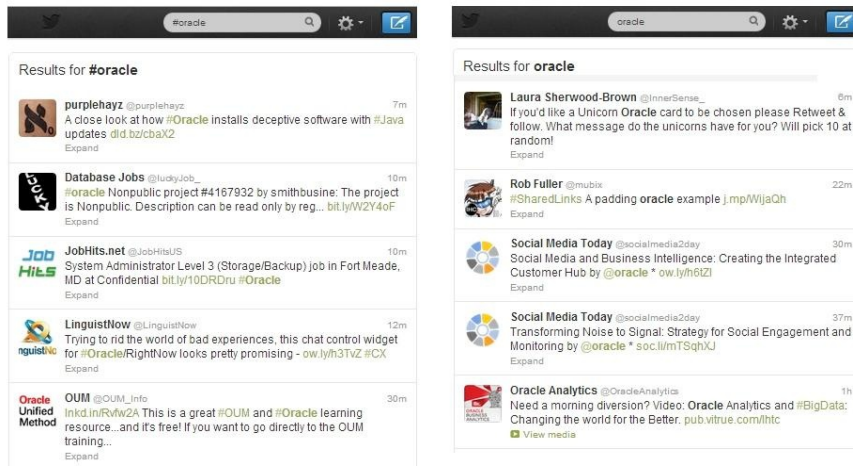 #oracle
Results for #oracle
purplehayz @purplehayz 7m
A close look at how #Oracle installs deceptive software with #Java
updates dld.bz/cbaX2
Expand
LUCKY
Database Jobs @luckyJob_ 10m
#oracle Nonpublic project #4167932 by smithbusine: The project
is Nonpublic. Description can be read only by reg... bit.ly/W2Y4oF
Expand
Job
Hits
JobHits.net @JobHitsUS 10m
System Administrator Level 3 (Storage/Backup) job in Fort Meade,
MD at Confidential bit.ly/10DRDru #Oracle
Expand
nguistNo
LinguistNow @LinguistNow 12m
Trying to rid the world of bad experiences, this chat control widget
for #Oracle/RightNow looks pretty promising - ow.ly/h3TvZ #CX
Expand
Oracle
Unified
Method
OUM @OUM_Info 30m
lnkd.in/Rvfw2A This is a great #OUM and #Oracle learning
resource...and it's free! If you want to go directly to the OUM
training...
Expand
oracle
Results for oracle
Laura Sherwood-Brown @InnerSense_ 6m
If you'd like a Unicorn Oracle card to be chosen please Retweet &
follow. What message do the unicorns have for you? Will pick 10 at
random!
Expand
Rob Fuller @mubix 22m
#SharedLinks A padding oracle example j.mp/WijaQh
Expand
Social Media Today @socialmedia2day 30m
Social Media and Business Intelligence: Creating the Integrated
Customer Hub by @oracle * ow.ly/h6tZI
Expand
Social Media Today @socialmedia2day 37m
Transforming Noise to Signal: Strategy for Social Engagement and
Monitoring by @oracle * soc.li/mTSqhXJ
Expand
ORACLE
BUSINESS
ANALYTICS
Oracle Analytics @OracleAnalytics 1h
Need a morning diversion? Video: Oracle Analytics and #BigData:
Changing the world for the Better. pub.vitrue.com/lhtc
View media